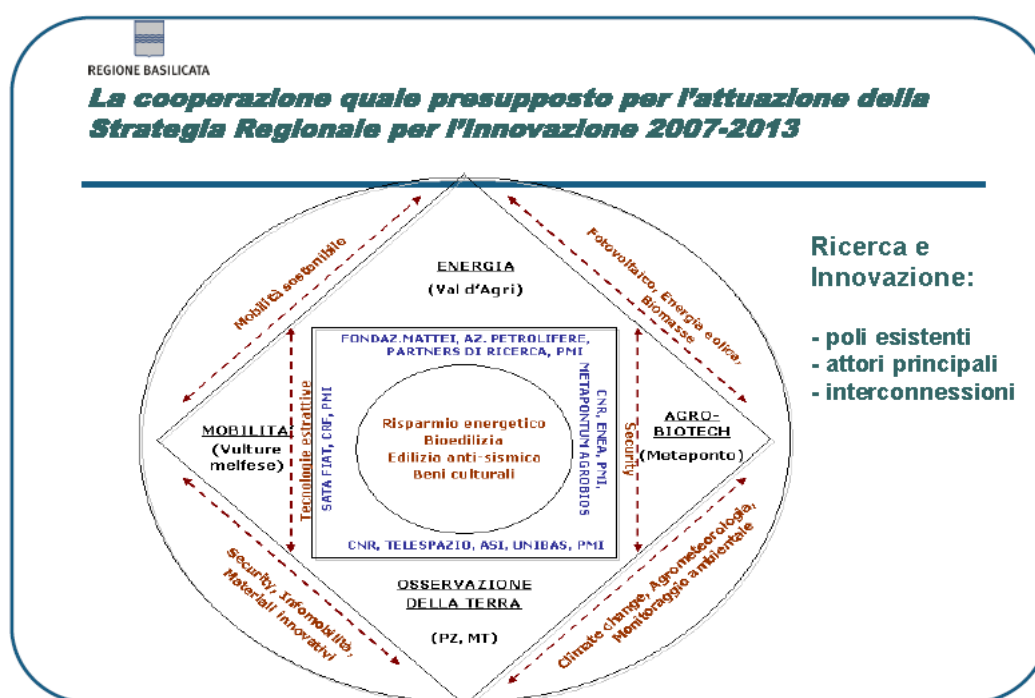 REGIONE BASILICATA
La cooperazione quale presupposto per l'attuazione della
Strategia Regionale per l'Innovazione 2007-2013
Ricerca e
Innovazione:
- poli esistenti
- attori principali
- interconnessioni
Mobilità sostenibile
Fotovoltaico, Energia eolica,
Biomasse
ENERGIA
(Val d'Agri)
FONDAZ.MATTEI, AZ. PETROLIFERE,
PARTNERS DI RICERCA, PMI
MOBILITA'
(Vulture
melfese)
Tecnologie estrattive
SATA FIAT, CRF, PMI
Risparmio energetico
Bioedilizia
Edilizia anti-sismica
Beni culturali
CNR, ENEA, PMI,
METAPONTUM AGROBIOS
Security
AGRO-
BIOTECH
(Metaponto)
CNR, TELESPAZIO, ASI, UNIBAS, PMI
OSSERVAZIONE
DELLA TERRA
(PZ, MT)
Security, Infomobilità,
Materiali innovativi
Climate change, Agrometeorologia,
Monitoraggio ambientale